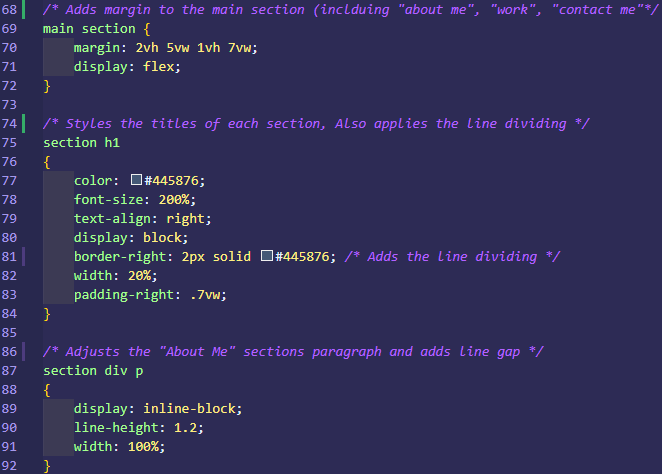 68 /* Adds margin to the main section (inclduing "about me", "work", "contact me"*/
69 main section {
70     margin: 2vh 5vw 1vh 7vw;
71     display: flex;
72 }
73
74 /* Styles the titles of each section, Also applies the line dividing */
75 section h1
76 {
77     color: #445876;
78     font-size: 200%;
79     text-align: right;
80     display: block;
81     border-right: 2px solid #445876; /* Adds the line dividing */
82     width: 20%;
83     padding-right: .7vw;
84 }
85
86 /* Adjusts the "About Me" sections paragraph and adds line gap */
87 section div p
88 {
89     display: inline-block;
90     line-height: 1.2;
91     width: 100%;
92 }